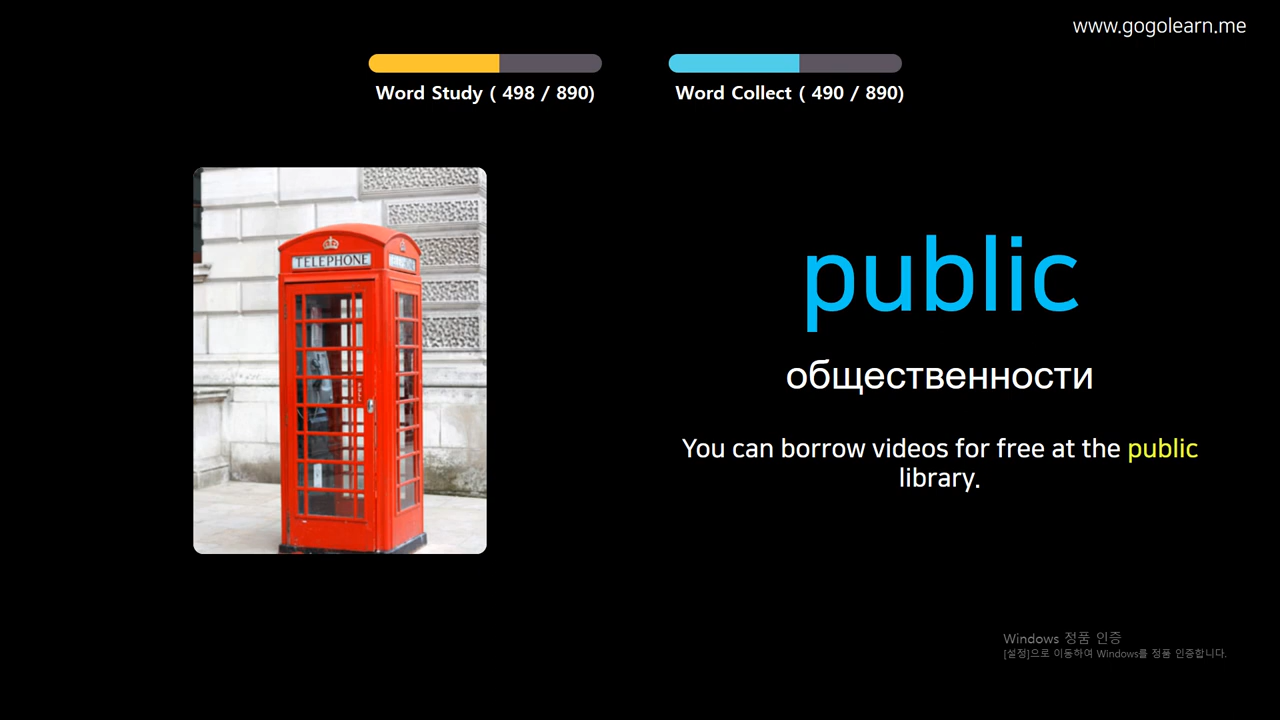 www.gogolearn.me
Word Study ( 498 / 890)
Word Collect ( 490 / 890)
TELEPHONE
public
общественности
You can borrow videos for free at the public
library.
Windows 정품 인증
[설정]으로 이동하여 Windows를 정품 인증합니다.